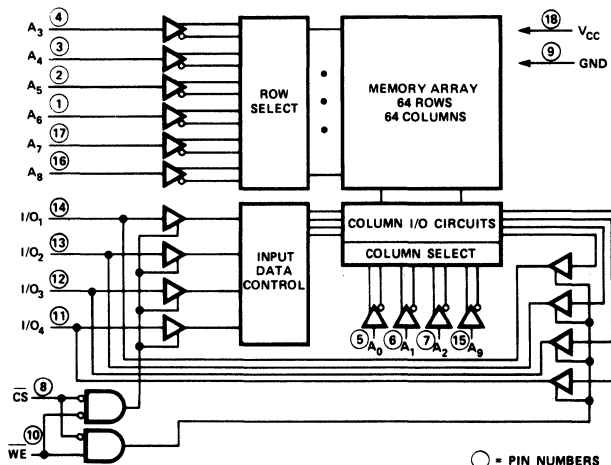 4
A3
3
A4
2
A5
1
A6
17
A7
16
A8
ROW
SELECT
MEMORY ARRAY
64 ROWS
64 COLUMNS
18
VCC
9
GND
14
I/O1
13
I/O2
12
I/O3
11
I/O4
INPUT
DATA
CONTROL
COLUMN I/O CIRCUITS
COLUMN SELECT
5 A0
6 A1
7 A2
15 A9
8
CS
10
WE
= PIN NUMBERS